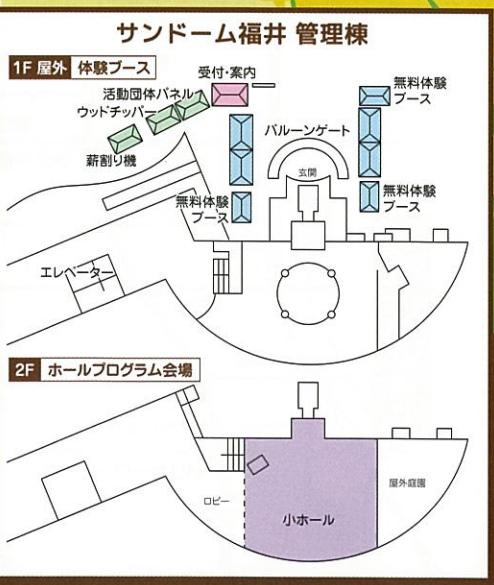 サンドーム福井 管理棟
1F 屋外 体験ブース
受付・案内
活動団体パネル
ウッドチッパー
薪割り機
無料体験
ブース
バルーンゲート
玄関
無料体験
ブース
無料体験
ブース
エレベーター
2F ホールプログラム会場
ロビー
小ホール
屋外庭園